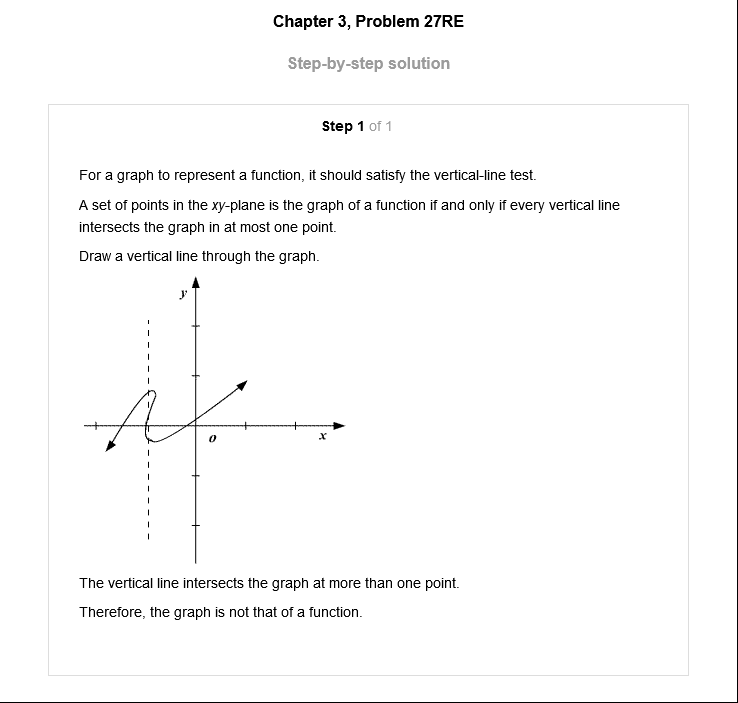 Chapter 3, Problem 27RE
Step-by-step solution
Step 1 of 1
For a graph to represent a function, it should satisfy the vertical-line test.
A set of points in the xy-plane is the graph of a function if and only if every vertical line
intersects the graph in at most one point.
Draw a vertical line through the graph.
y
o
x
The vertical line intersects the graph at more than one point.
Therefore, the graph is not that of a function.